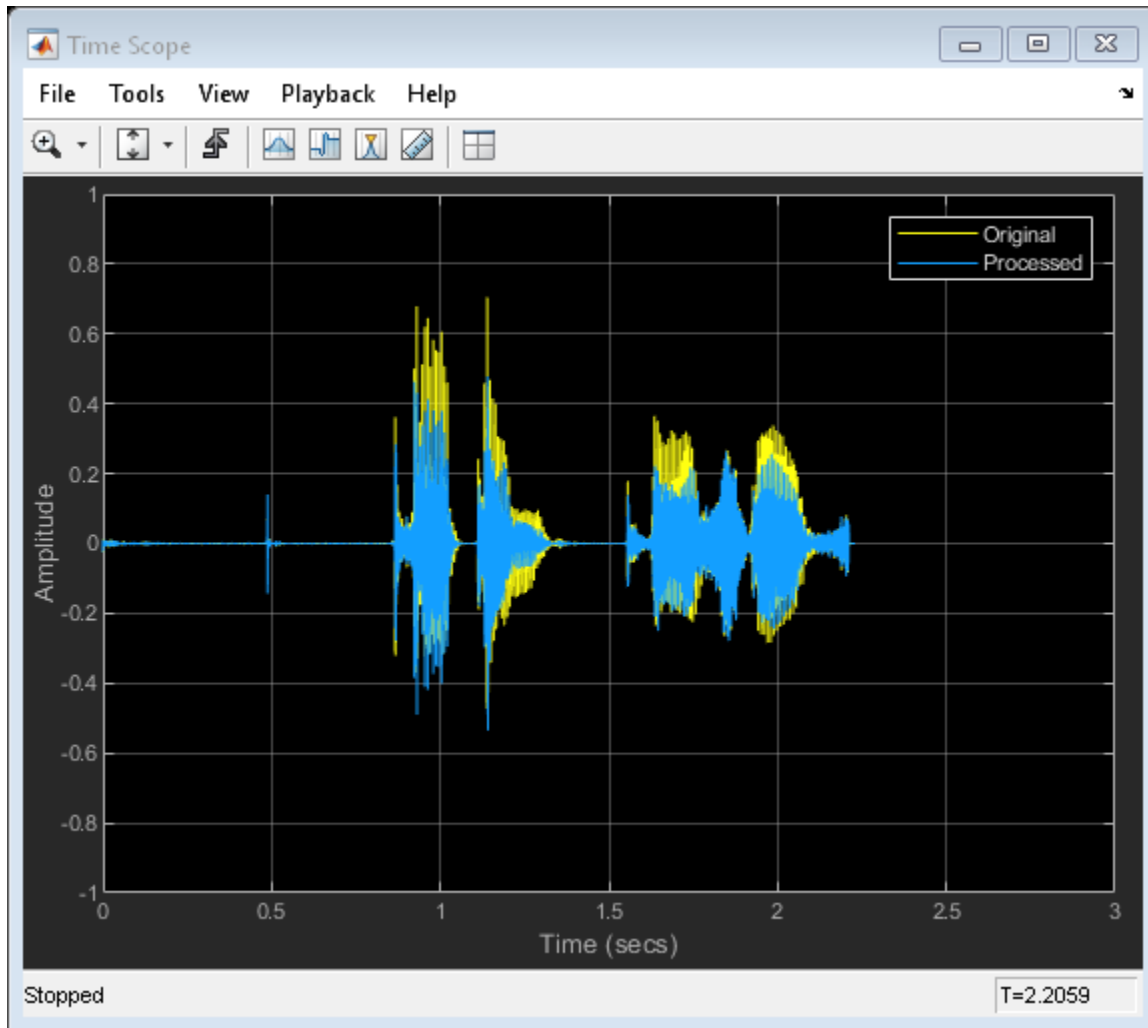 Time Scope
File Tools View Playback Help
Original
Processed
1
0.8
0.6
0.4
0.2
0
-0.2
-0.4
-0.6
-0.8
-1
Amplitude
0 0.5 1 1.5 2 2.5 3
Time (secs)
Stopped T=2.2059